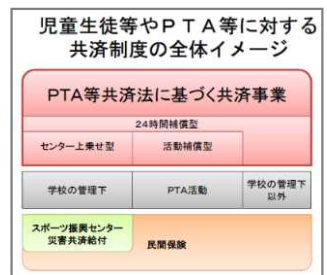 児童生徒等やＰＴＡ等に対する
共済制度の全体イメージ
PTA等共済法に基づく共済事業
24時間補償型
センター上乗せ型
活動補償型
学校の管理下
PTA活動
学校の管理下
以外
スポーツ振興センター
災害共済給付
民間保険